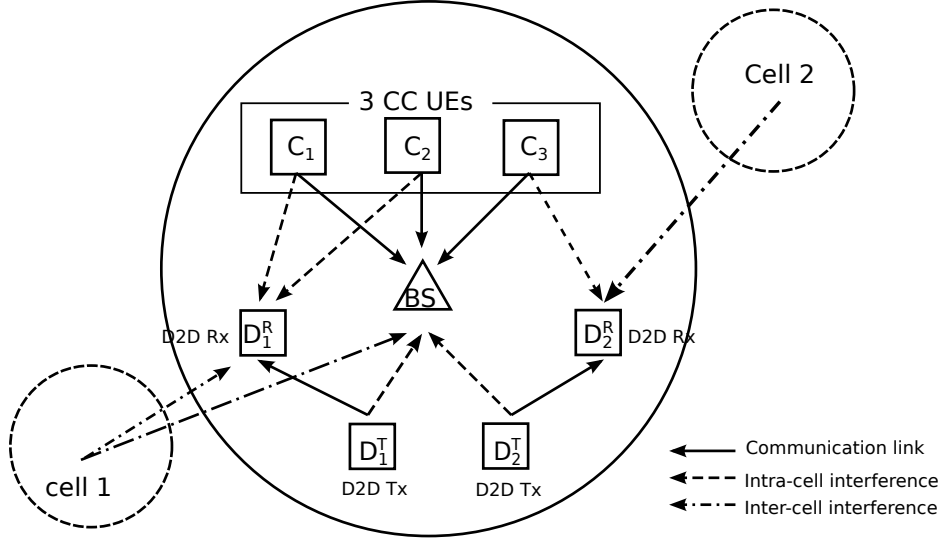 Cell 2
3 CC UEs
C1
C2
C3
BS
D2D Rx
D1R
D2R
D2D Rx
cell 1
D1T
D2T
D2D Tx
D2D Tx
Communication link
Intra-cell interference
Inter-cell interference